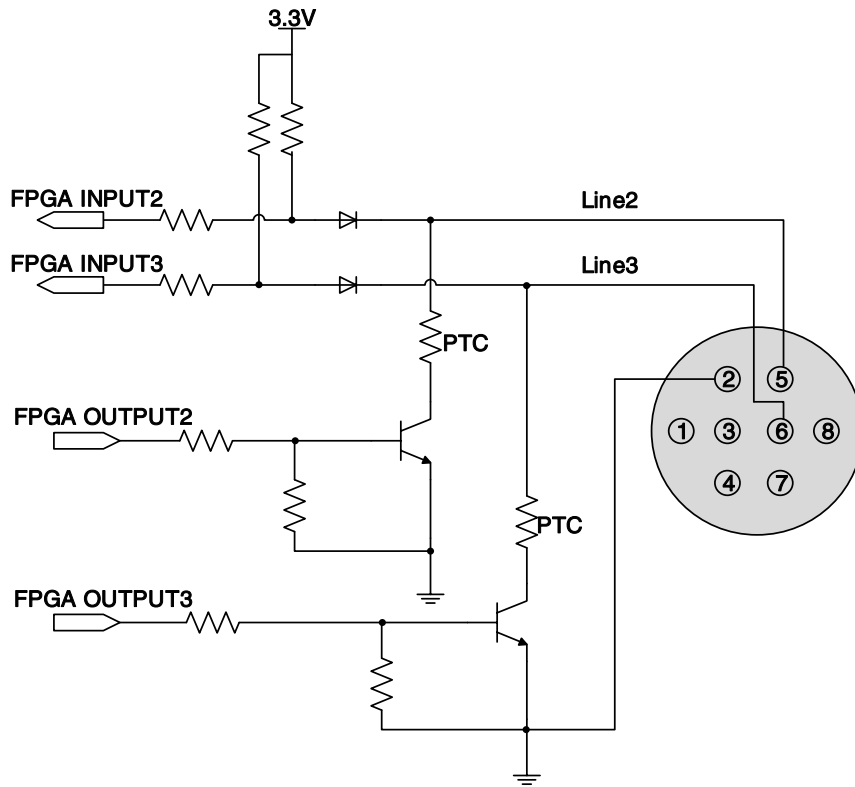 3.3V
FPGA INPUT2
Line2
FPGA INPUT3
Line3
PTC
2 5
FPGA OUTPUT2
1 3 6 8
4 7
PTC
FPGA OUTPUT3